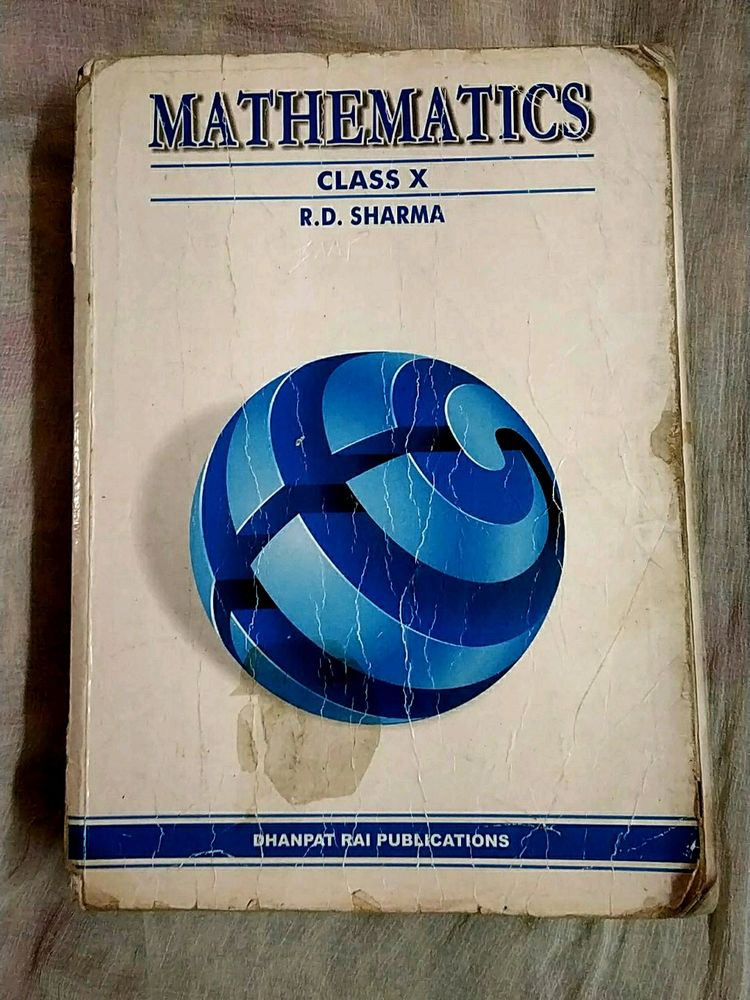 MATHEMATICS
CLASS X
R.D. SHARMA
DHANPAT RAI PUBLICATIONS